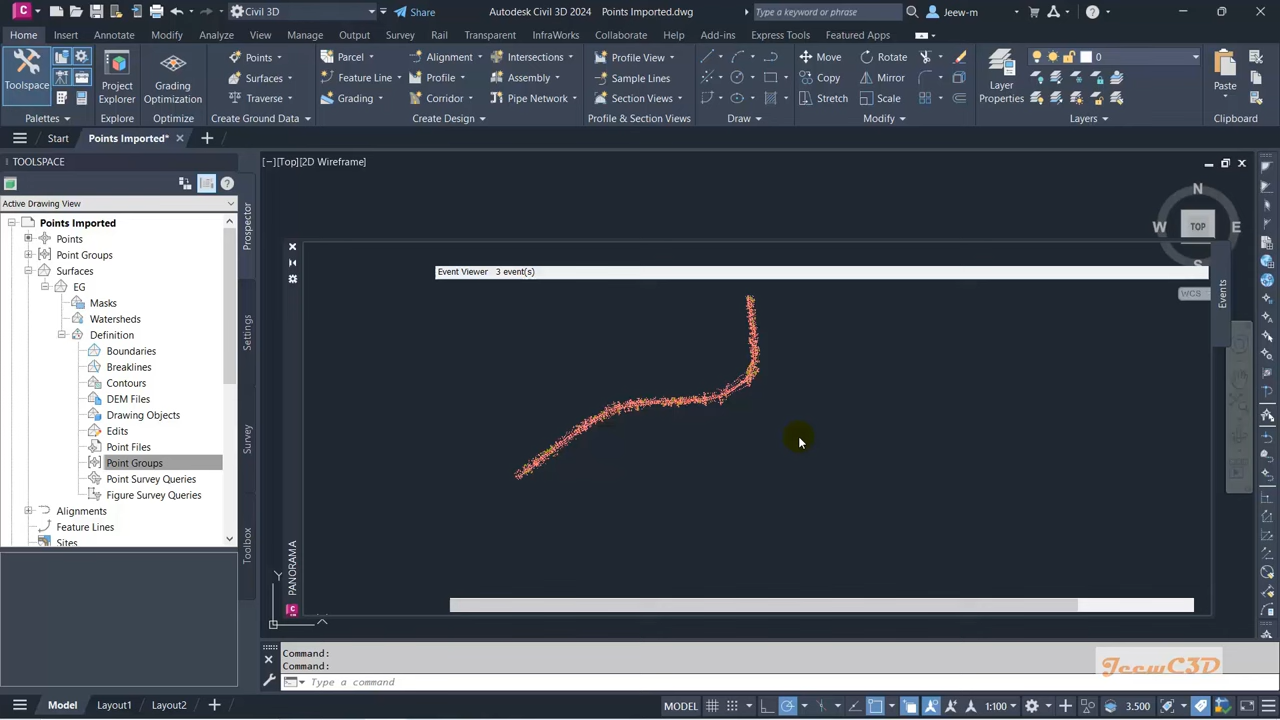 Civil 3D
Share
Autodesk Civil 3D 2024 Points Imported.dwg
Type a keyword or phrase
Jeew-m
Home Insert Annotate Modify Analyze View Manage Output Survey Rail Transparent InfraWorks Collaborate Help Add-ins Express Tools Featured Apps
Toolspace
Palettes
Project Explorer
Explore
Grading Optimization
Optimize
Points
Surfaces
Traverse
Create Ground Data
Parcel
Feature Line
Grading
Alignment
Profile
Corridor
Intersections
Assembly
Pipe Network
Create Design
Profile View
Sample Lines
Section Views
Profile & Section Views
Draw
Move
Copy
Stretch
Rotate
Mirror
Scale
Modify
Layer Properties
0
Layers
Paste
Clipboard
Start
Points Imported*
TOOLSPACE
Active Drawing View
Points Imported
Points
Point Groups
Surfaces
EG
Masks
Watersheds
Definition
Boundaries
Breaklines
Contours
DEM Files
Drawing Objects
Edits
Point Files
Point Groups
Point Survey Queries
Figure Survey Queries
Alignments
Feature Lines
Sites
Prospector
Settings
Survey
Toolbox
[−][Top][2D Wireframe]
N
W TOP E
S
WCS
Event Viewer 3 event(s)
Events
PANORAMA
Y
Command:
Command:
Type a command
JeewC3D
Model Layout1 Layout2
MODEL
1:100
3.500